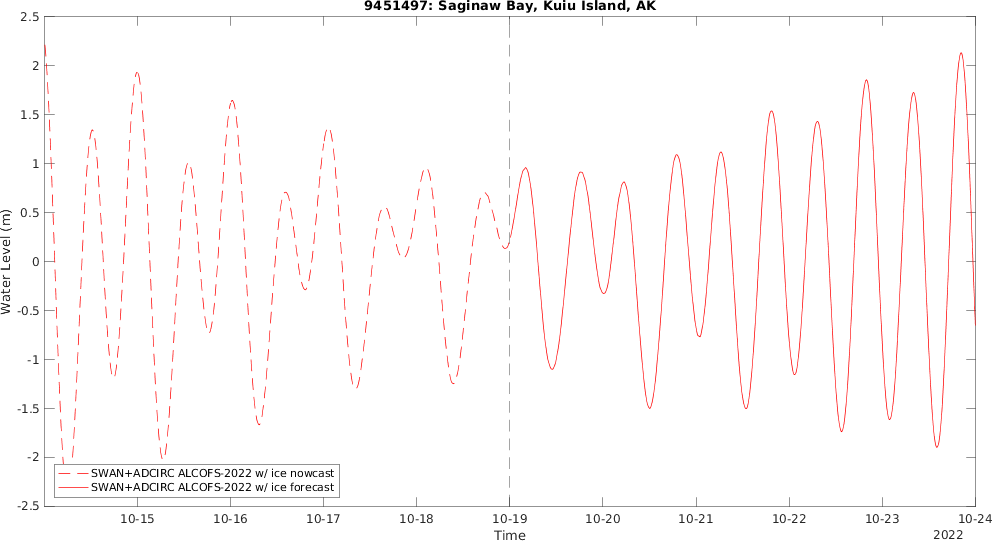 9451497: Saginaw Bay, Kuiu Island, AK
Water Level (m)
2.5
2
1.5
1
0.5
0
-0.5
-1
-1.5
-2
-2.5
SWAN+ADCIRC ALCOFS-2022 w/ ice nowcast
SWAN+ADCIRC ALCOFS-2022 w/ ice forecast
10-15 10-16 10-17 10-18 10-19 10-20 10-21 10-22 10-23 10-24
Time
2022